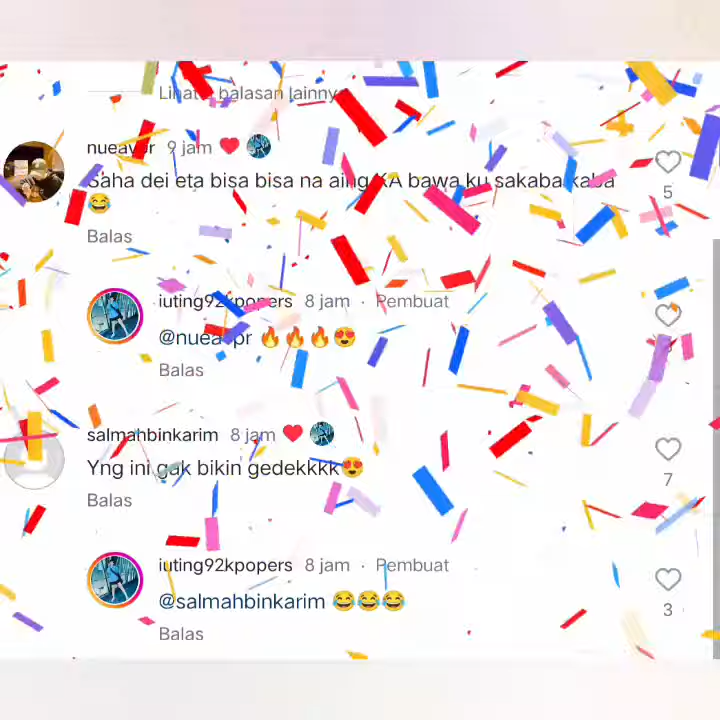 Lihat balasan lainnya
9 jam
Saha dei eta bisa bisa na aing KA bawa ku sakaba kaba
😂
5
Balas
iuting92kpopers 8 jam · Pembuat
🔥🔥🔥😍
Balas
salmahbinkarim 8 jam
Yng ini gak bikin gedekkkk😍
7
Balas
iuting92kpopers 8 jam · Pembuat
@salmahbinkarim 😂😂😂
3
Balas